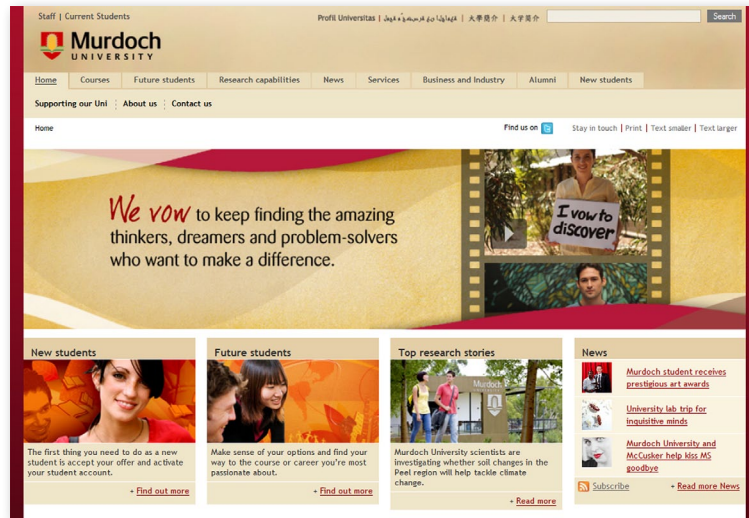 Staff | Current Students
Profil Universitas | 大學簡介 | 大学简介
Search
Murdoch
UNIVERSITY
Home
Courses
Future students
Research capabilities
News
Services
Business and Industry
Alumni
New students
Supporting our Uni
About us
Contact us
Home
Find us on
Stay in touch | Print | Text smaller | Text larger
We vow to keep finding the amazing
thinkers, dreamers and problem-solvers
who want to make a difference.
I vow to
discover
New students
The first thing you need to do as a new
student is accept your offer and activate
your student account.
+ Find out more
Future students
Make sense of your options and find your
way to the course or career you're most
passionate about.
+ Find out more
Top research stories
Murdoch
Murdoch University scientists are
investigating whether soil changes in the
Peel region will help tackle climate
change.
+ Read more
News
Murdoch student receives
prestigious art awards
University lab trip for
inquisitive minds
Murdoch University and
McCusker help kiss MS
goodbye
Subscribe
+ Read more News